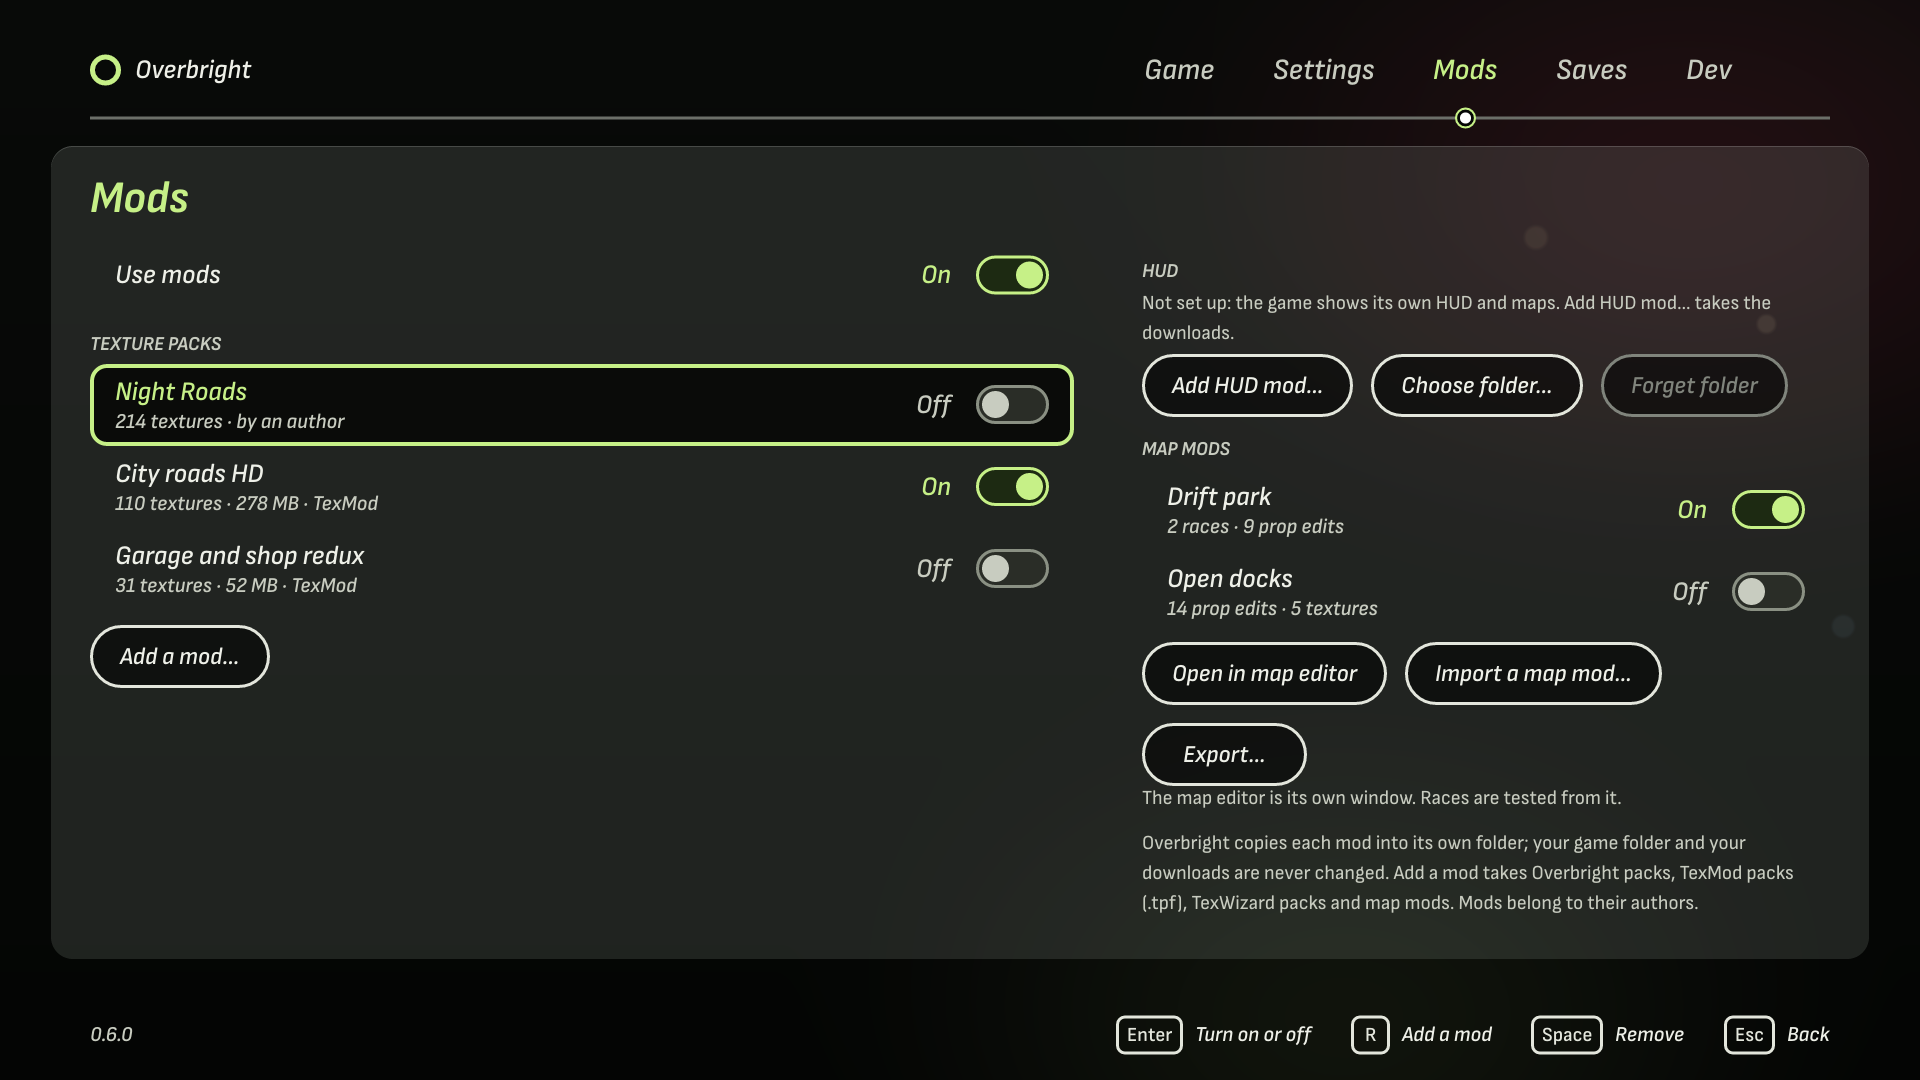 Overbright
Game Settings Mods Saves Dev
Mods
Use mods On
TEXTURE PACKS
Night Roads
214 textures · by an author
Off
City roads HD
110 textures · 278 MB · TexMod
On
Garage and shop redux
31 textures · 52 MB · TexMod
Off
Add a mod...
HUD
Not set up: the game shows its own HUD and maps. Add HUD mod... takes the
downloads.
Add HUD mod... Choose folder... Forget folder
MAP MODS
Drift park
2 races · 9 prop edits
On
Open docks
14 prop edits · 5 textures
Off
Open in map editor Import a map mod...
Export...
The map editor is its own window. Races are tested from it.
Overbright copies each mod into its own folder; your game folder and your
downloads are never changed. Add a mod takes Overbright packs, TexMod packs
(.tpf), TexWizard packs and map mods. Mods belong to their authors.
0.6.0
Enter Turn on or off R Add a mod Space Remove Esc Back